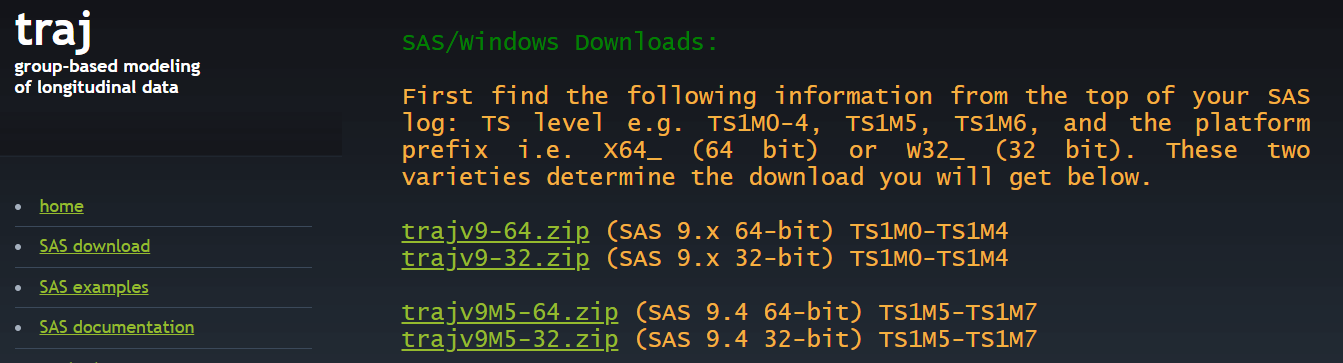 traj
group-based modeling
of longitudinal data
home
SAS download
SAS examples
SAS documentation
SAS/Windows Downloads:
First find the following information from the top of your SAS
log: TS level e.g. TS1M0-4, TS1M5, TS1M6, and the platform
prefix i.e. X64_ (64 bit) or W32_ (32 bit). These two
varieties determine the download you will get below.
trajv9-64.zip (SAS 9.x 64-bit) TS1M0-TS1M4
trajv9-32.zip (SAS 9.x 32-bit) TS1M0-TS1M4
trajv9M5-64.zip (SAS 9.4 64-bit) TS1M5-TS1M7
trajv9M5-32.zip (SAS 9.4 32-bit) TS1M5-TS1M7